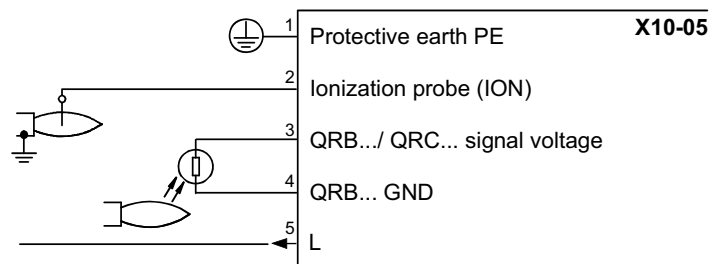 X10-05
1 Protective earth PE
2 Ionization probe (ION)
3 QRB.../ QRC... signal voltage
4 QRB... GND
5 L